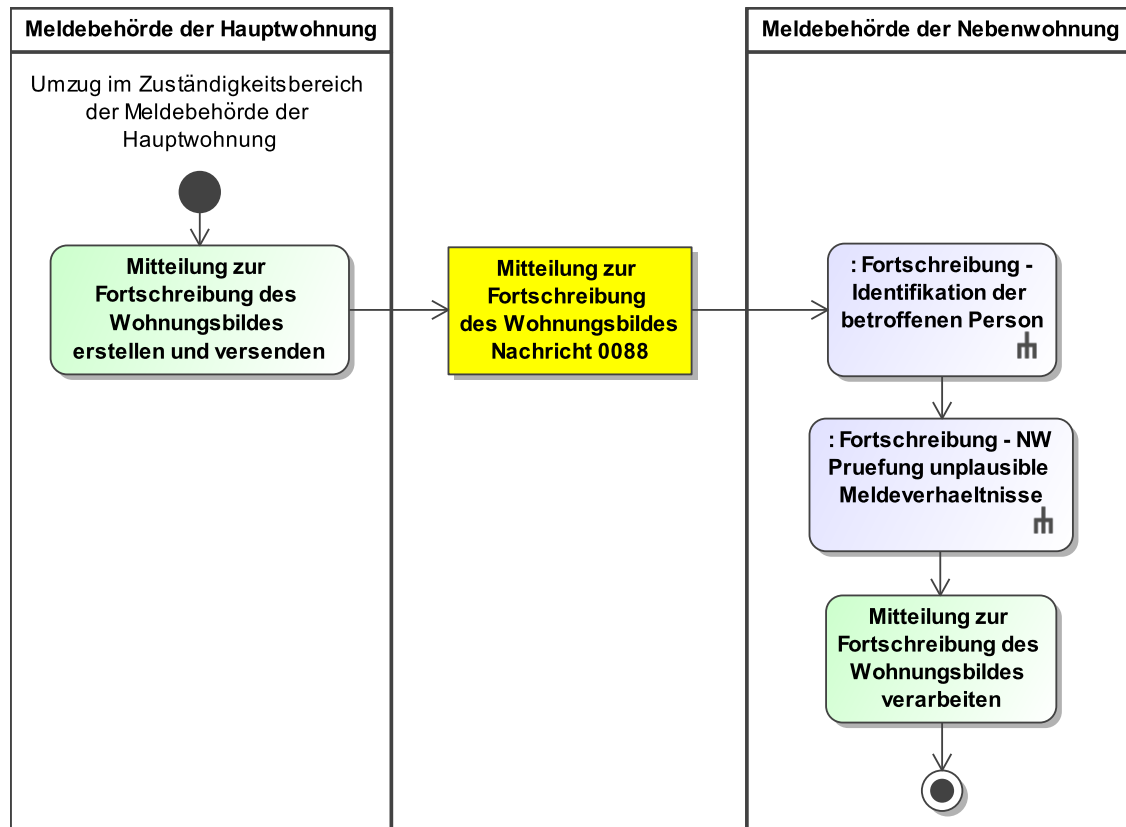 Meldebehörde der Hauptwohnung
Umzug im Zuständigkeitsbereich
der Meldebehörde der
Hauptwohnung
Mitteilung zur
Fortschreibung des
Wohnungsbildes
erstellen und versenden
Mitteilung zur
Fortschreibung
des Wohnungsbildes
Nachricht 0088
Meldebehörde der Nebenwohnung
: Fortschreibung -
Identifikation der
betroffenen Person
: Fortschreibung - NW
Pruefung unplausible
Meldeverhaeltnisse
Mitteilung zur
Fortschreibung des
Wohnungsbildes
verarbeiten